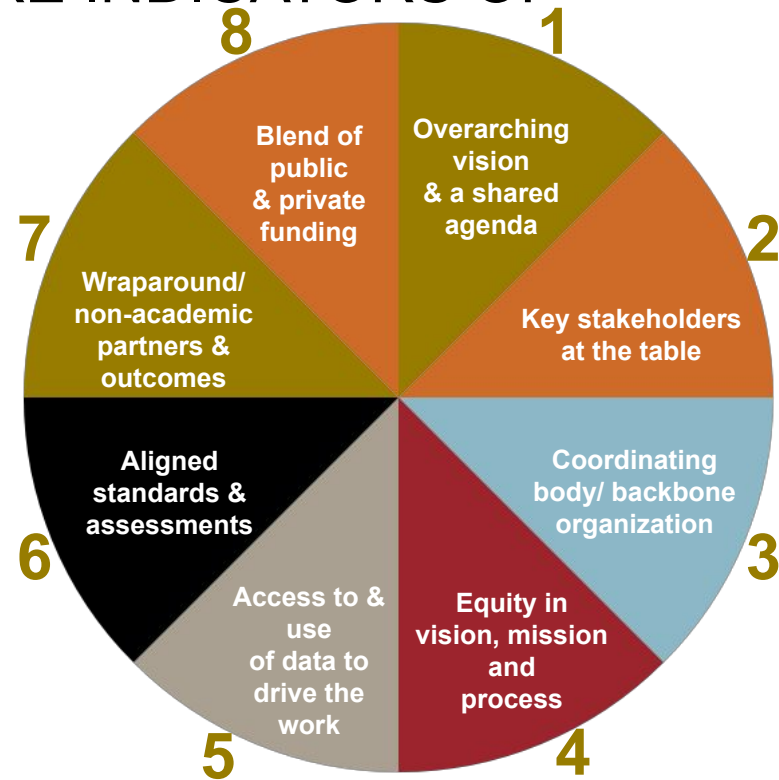 INDICATORS OF
1
Overarching
vision
& a shared
agenda
2
Key stakeholders
at the table
3
Coordinating
body/ backbone
organization
4
Equity in
vision, mission
and
process
5
Access to &
use
of data to
drive the
work
6
Aligned
standards &
assessments
7
Wraparound/
non-academic
partners &
outcomes
8
Blend of
public
& private
funding